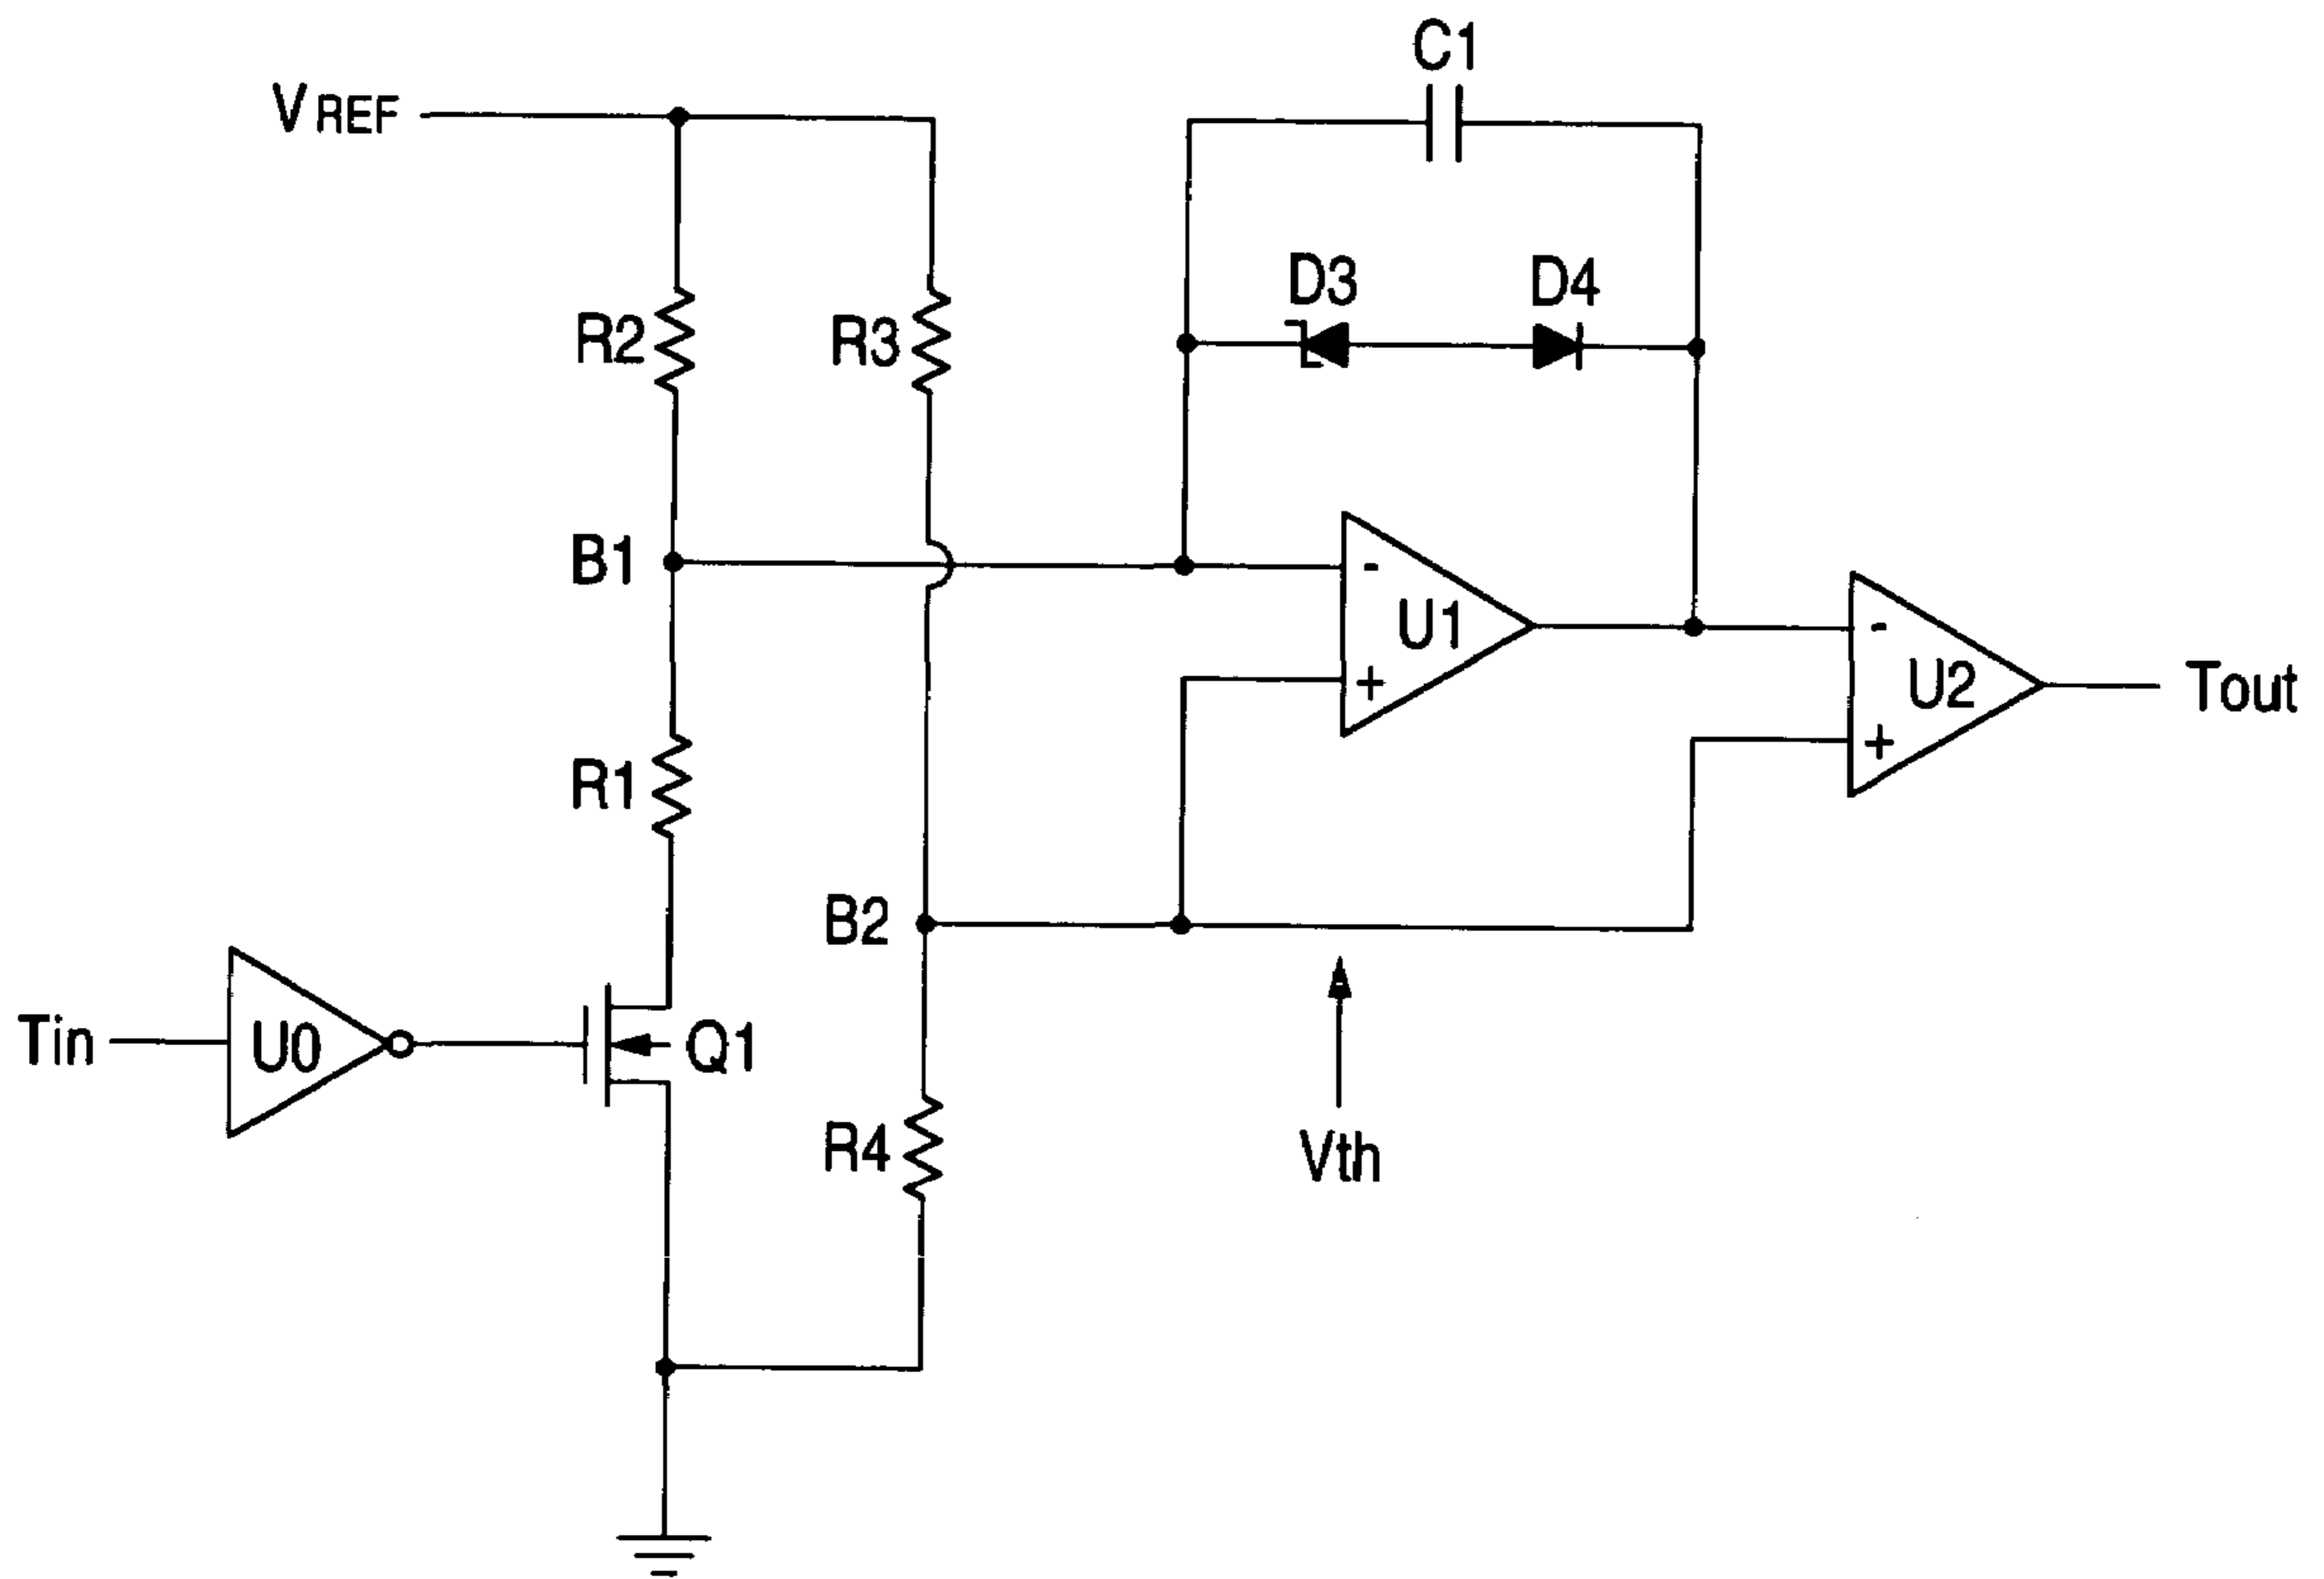 C1
VREF
D3
D4
R2
R3
B1
-
U1
+
-
U2
+
Tout
R1
B2
Tin
U0
Q1
R4
Vth